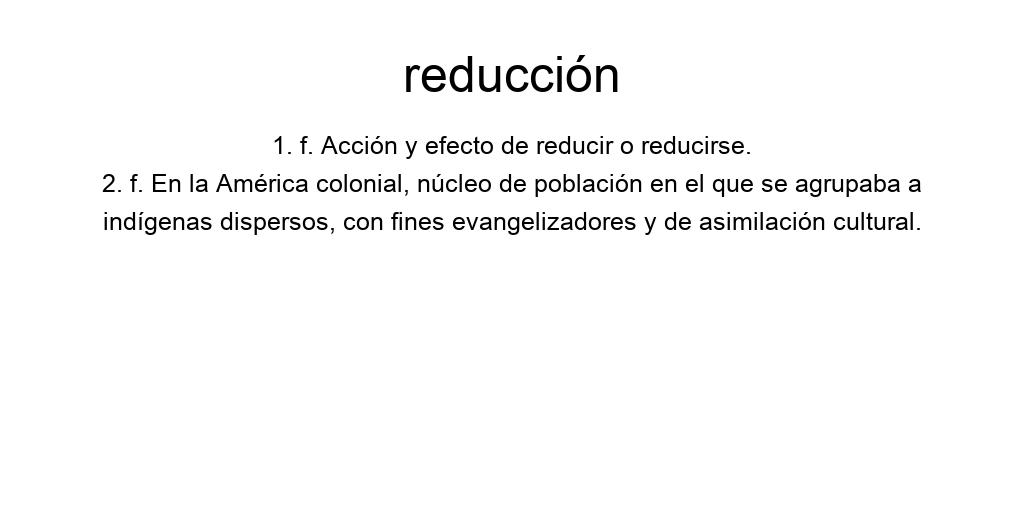 reducción
1. f. Acción y efecto de reducir o reducirse.
2. f. En la América colonial, núcleo de población en el que se agrupaba a
indígenas dispersos, con fines evangelizadores y de asimilación cultural.